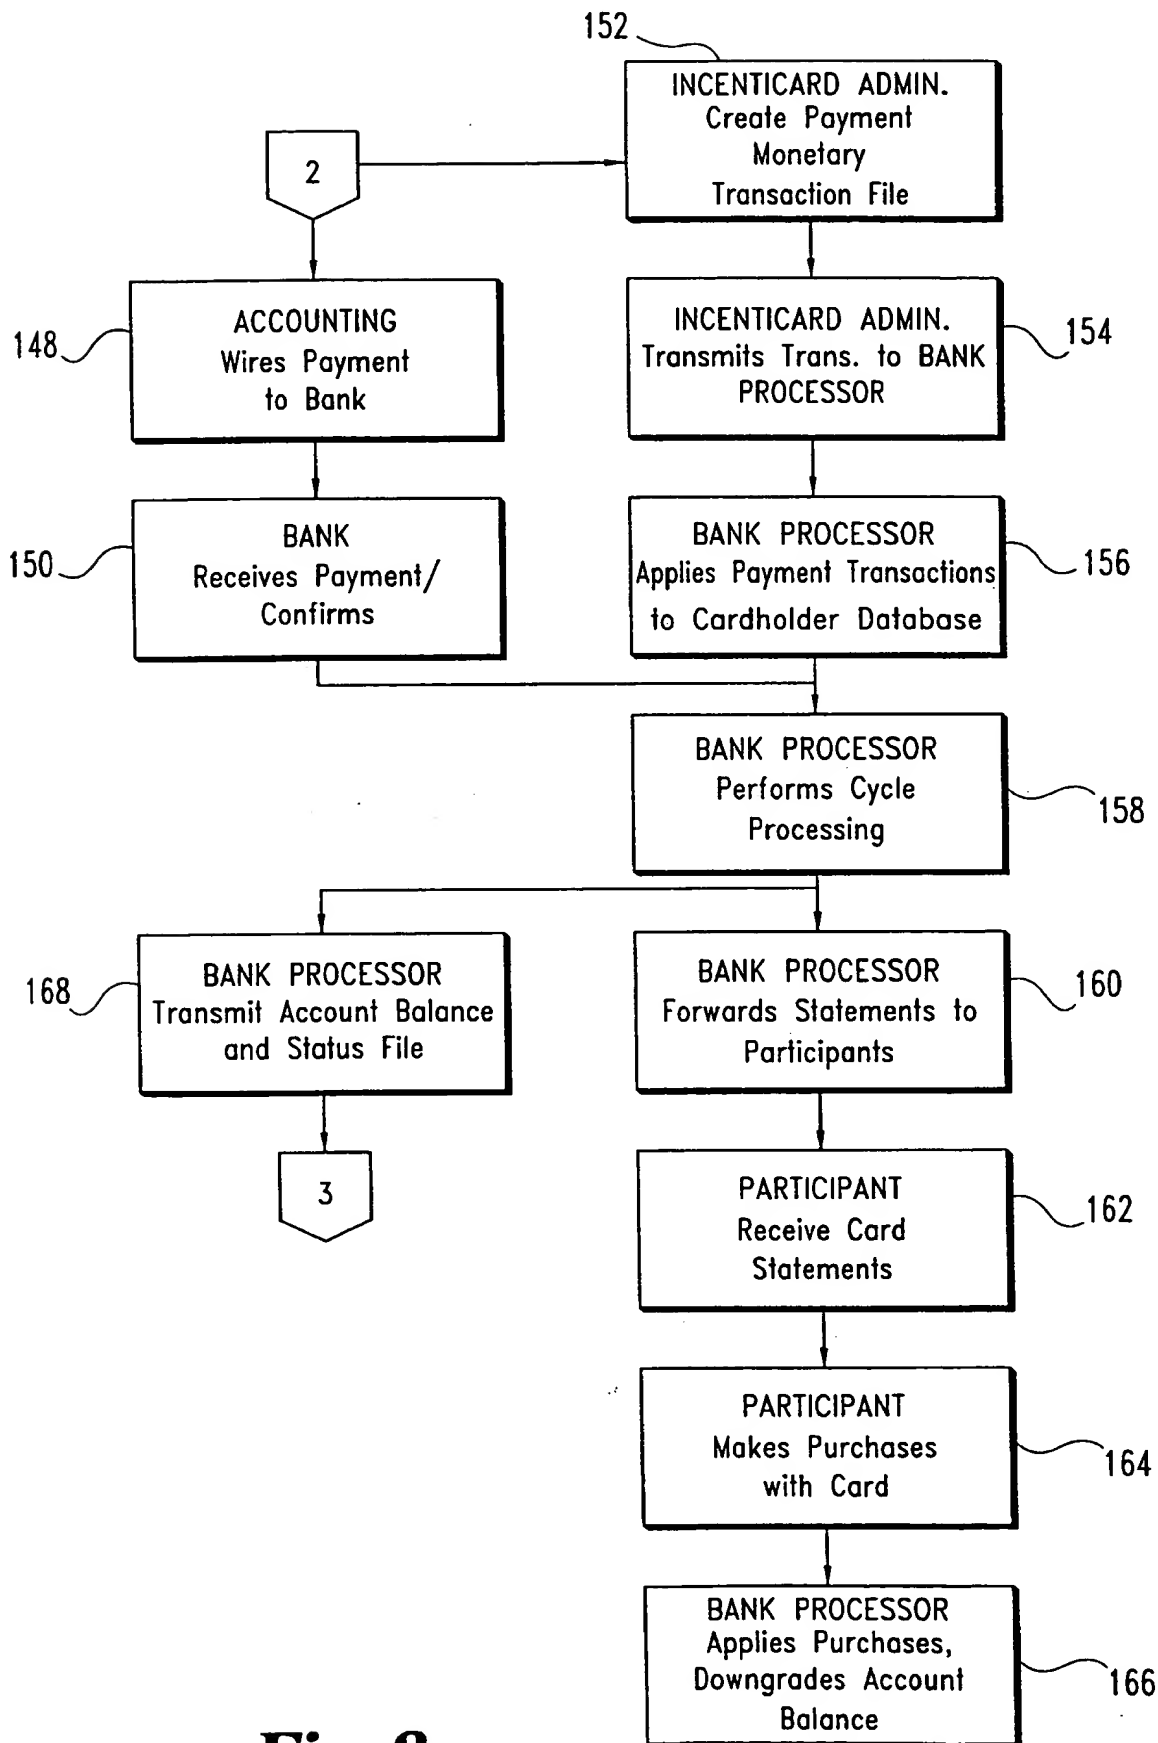 152
INCENTICARD ADMIN.
Create Payment
Monetary
Transaction File
2
ACCOUNTING
Wires Payment
to Bank
148
INCENTICARD ADMIN.
Transmits Trans. to BANK
PROCESSOR
154
BANK
Receives Payment/
Confirms
150
BANK PROCESSOR
Applies Payment Transactions
to Cardholder Database
156
BANK PROCESSOR
Performs Cycle
Processing
158
BANK PROCESSOR
Transmit Account Balance
and Status File
168
BANK PROCESSOR
Forwards Statements to
Participants
160
3
PARTICIPANT
Receive Card
Statements
162
PARTICIPANT
Makes Purchases
with Card
164
BANK PROCESSOR
Applies Purchases,
Downgrades Account
Balance
166